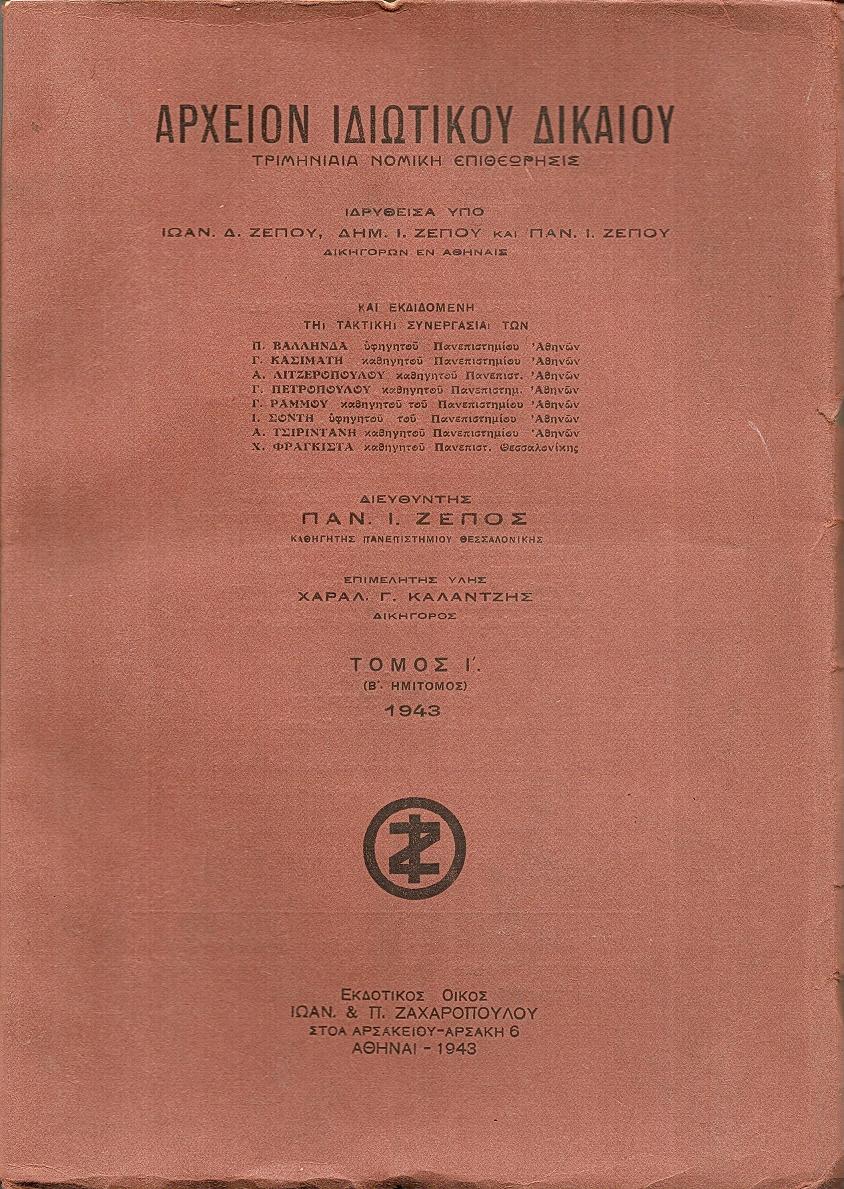 ΑΡΧΕΙΟΝ ΙΔΙΩΤΙΚΟΥ ΔΙΚΑΙΟΥ
ΤΡΙΜΗΝΙΑΙΑ ΝΟΜΙΚΗ ΕΠΙΘΕΩΡΗΣΙΣ
ΙΔΡΥΘΕΙΣΑ ΥΠΟ
ΙΩΑΝ. Δ. ΖΕΠΟΥ, ΔΗΜ. Ι. ΖΕΠΟΥ ΚΑΙ ΠΑΝ. Ι. ΖΕΠΟΥ
ΔΙΚΗΓΟΡΩΝ ΕΝ ΑΘΗΝΑΙΣ
ΚΑΙ ΕΚΔΙΔΟΜΕΝΗ
ΤΗι ΤΑΚΤΙΚΗι ΣΥΝΕΡΓΑΣΙΑι ΤΩΝ
Π. ΒΑΛΛΗΝΔΑ ὑφηγητοῦ Πανεπιστημίου Ἀθηνῶν
Γ. ΚΑΣΙΜΑΤΗ καθηγητοῦ Πανεπιστημίου Ἀθηνῶν
Α. ΛΙΤΖΕΡΟΠΟΥΛΟΥ καθηγητοῦ Πανεπιστ. Ἀθηνῶν
Γ. ΠΕΤΡΟΠΟΥΛΟΥ καθηγητοῦ Πανεπιστημ. Ἀθηνῶν
Γ. ΡΑΜΜΟΥ καθηγητοῦ τοῦ Πανεπιστημίου Ἀθηνῶν
Ι. ΣΟΝΤΗ ὑφηγητοῦ τοῦ Πανεπιστημίου Ἀθηνῶν
Α. ΤΣΙΡΙΝΤΑΝΗ καθηγητοῦ Πανεπιστημίου Ἀθηνῶν
Χ. ΦΡΑΓΚΙΣΤΑ καθηγητοῦ Πανεπιστ. Θεσσαλονίκης
ΔΙΕΥΘΥΝΤΗΣ
ΠΑΝ. Ι. ΖΕΠΟΣ
ΚΑΘΗΓΗΤΗΣ ΠΑΝΕΠΙΣΤΗΜΙΟΥ ΘΕΣΣΑΛΟΝΙΚΗΣ
ΕΠΙΜΕΛΗΤΗΣ ΥΛΗΣ
ΧΑΡΑΛ. Γ. ΚΑΛΑΝΤΖΗΣ
ΔΙΚΗΓΟΡΟΣ
ΤΟΜΟΣ Ι΄.
(Β΄. ΗΜΙΤΟΜΟΣ)
1943
ΕΚΔΟΤΙΚΟΣ ΟΙΚΟΣ
ΙΩΑΝ. & Π. ΖΑΧΑΡΟΠΟΥΛΟΥ
ΣΤΟΑ ΑΡΣΑΚΕΙΟΥ-ΑΡΣΑΚΗ 6
ΑΘΗΝΑΙ - 1943